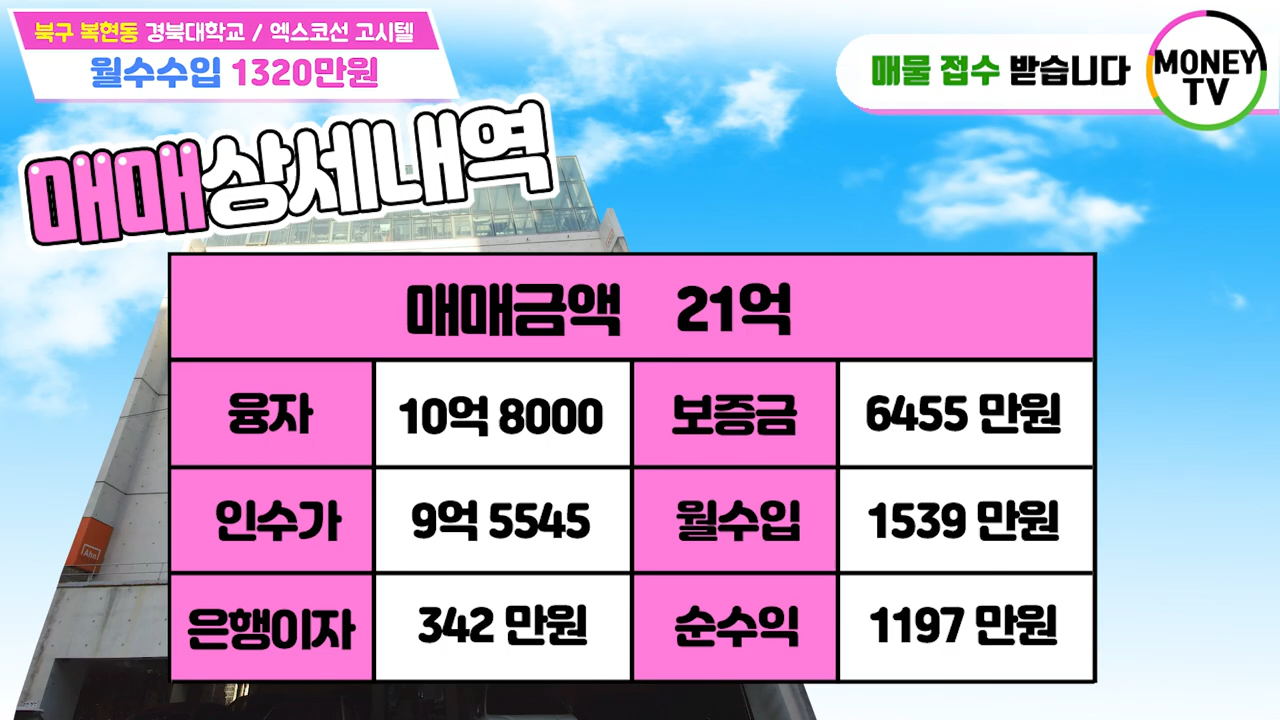 북구 복현동 경북대학교 / 엑스코선 고시텔
월수수입 1320만원
매물 접수 받습니다
MONEY
TV
매매상세내역
매매금액 21억
융자 10억 8000 보증금 6455 만원
인수가 9억 5545 월수입 1539 만원
은행이자 342 만원 순수익 1197 만원
Ahn